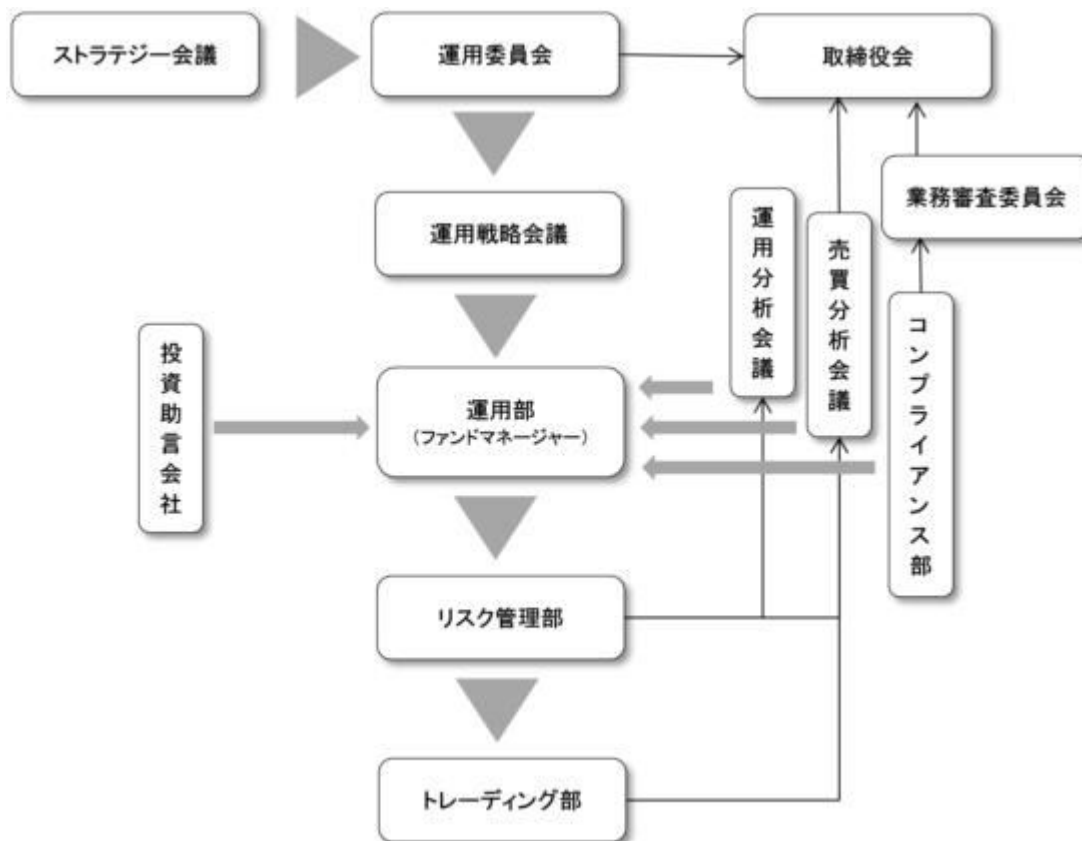 ストラテジー会議
運用委員会
取締役会
業務審査委員会
運用戦略会議
運用分析会議
売買分析会議
コンプライアンス部
投資助言会社
運用部
(ファンドマネージャー)
リスク管理部
トレーディング部